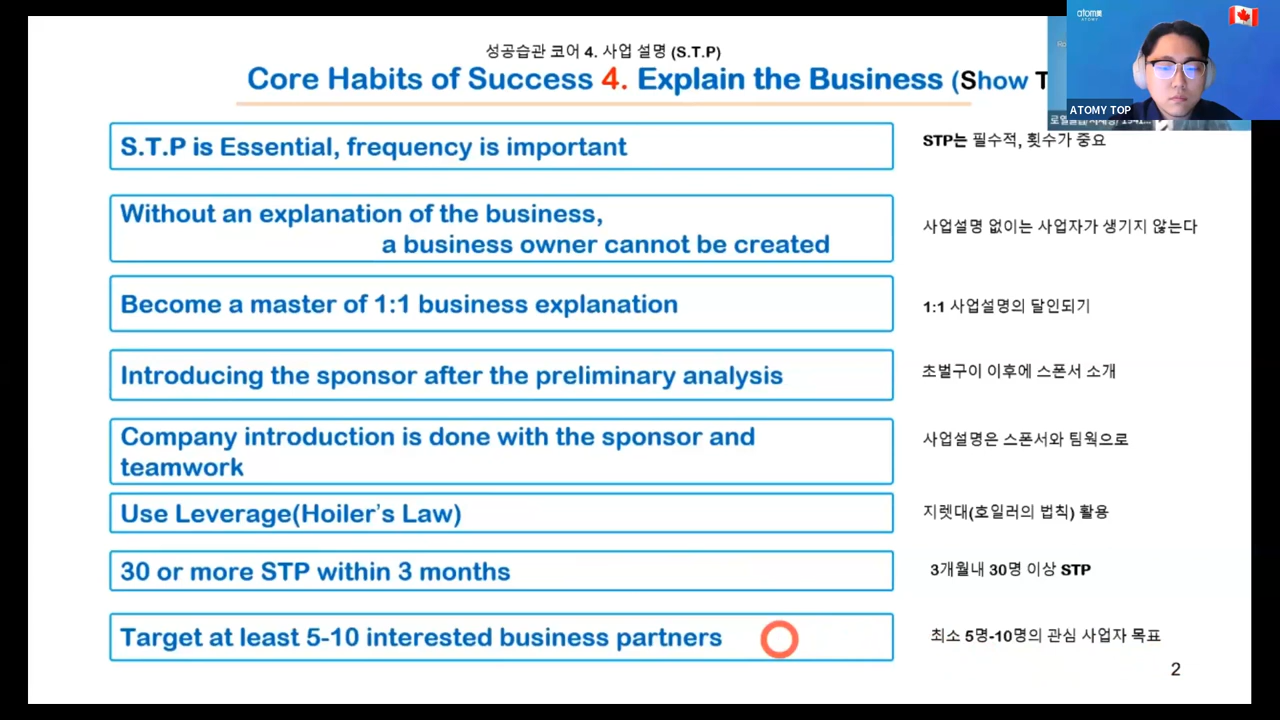 성공습관 코어 4. 사업 설명 (S.T.P)
Core Habits of Success 4. Explain the Business (Show T
atomy
ATOMY
ATOMY TOP
S.T.P is Essential, frequency is important
STP는 필수적, 횟수가 중요
Without an explanation of the business,
a business owner cannot be created
사업설명 없이는 사업자가 생기지 않는다
Become a master of 1:1 business explanation
1:1 사업설명의 달인되기
Introducing the sponsor after the preliminary analysis
초벌구이 이후에 스폰서 소개
Company introduction is done with the sponsor and
teamwork
사업설명은 스폰서와 팀웍으로
Use Leverage(Hoiler's Law)
지렛대(호일러의 법칙) 활용
30 or more STP within 3 months
3개월내 30명 이상 STP
Target at least 5-10 interested business partners
최소 5명-10명의 관심 사업자 목표
2